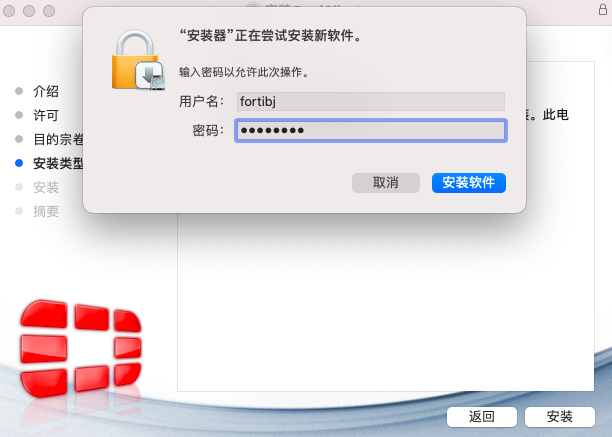 “安装器”正在尝试安装新软件。
输入密码以允许此次操作。
用户名： fortibj
密码： ●●●●●●●●
取消 安装软件
介绍
许可
目的宗卷
安装类型
安装
摘要
。此电
返回 安装